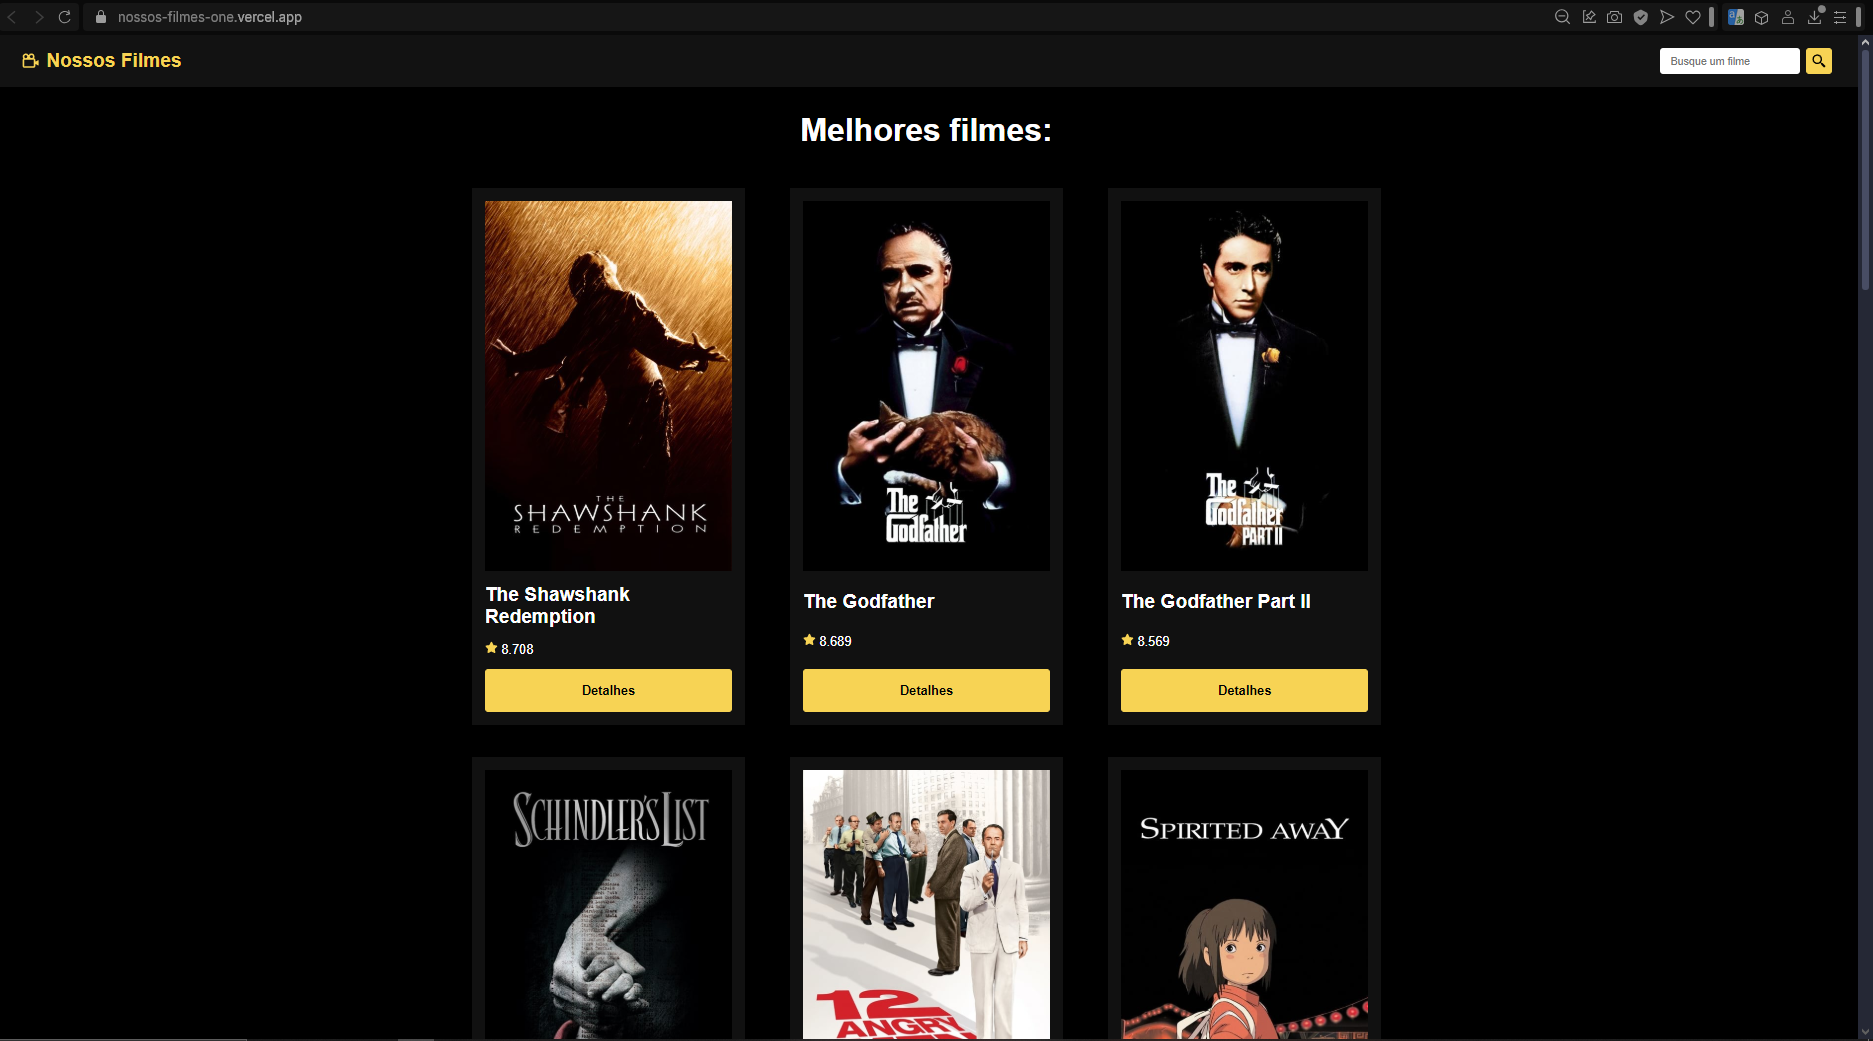 nossos-filmes-one.vercel.app
Nossos Filmes
Busque um filme
Melhores filmes:
THE
SHAWSHANK
REDEMPTION
The
Godfather
The
Godfather
PART II
The Shawshank
Redemption
The Godfather
The Godfather Part II
8.708
8.689
8.569
Detalhes
Detalhes
Detalhes
SCHINDLER'S LIST
12
ANGRY
SPIRITED AWAY